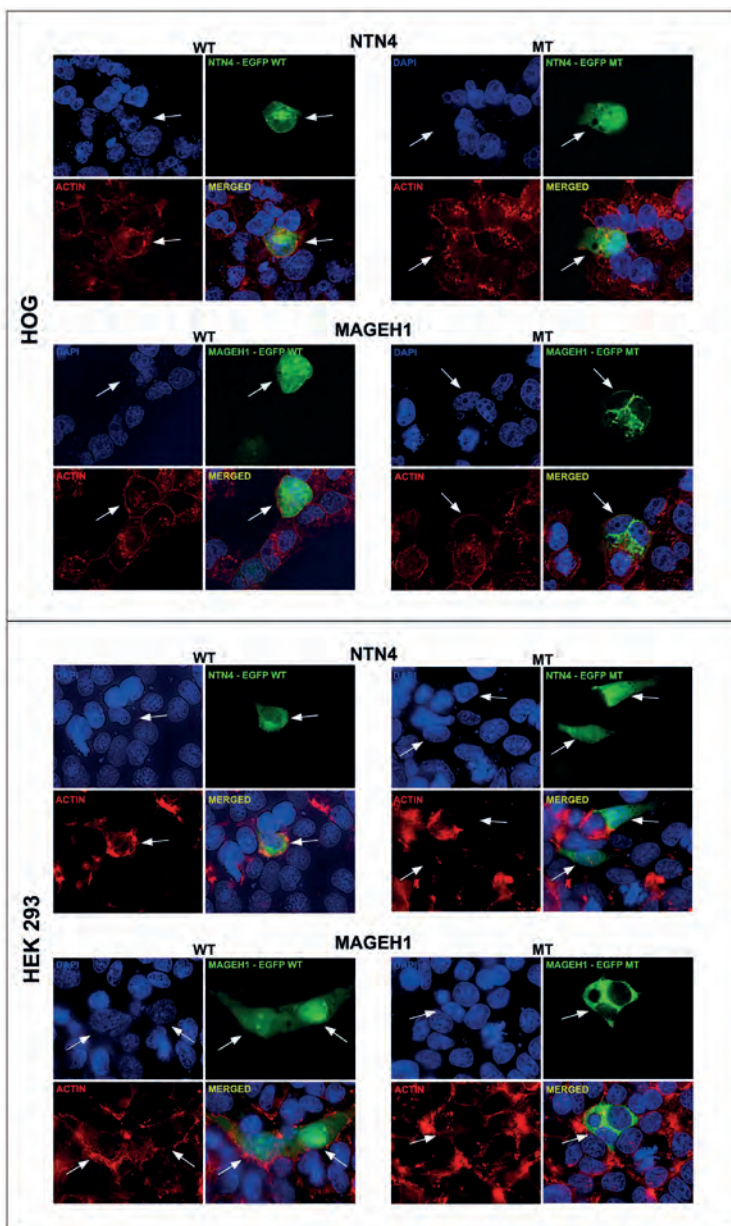 NTN4
WT MT
DAPI NTN4 - EGFP WT DAPI NTN4 - EGFP MT
ACTIN MERGED ACTIN MERGED
HOG
MAGEH1
WT MT
DAPI MAGEH1 - EGFP WT DAPI MAGEH1 - EGFP MT
ACTIN MERGED ACTIN MERGED
NTN4
WT MT
DAPI NTN4 - EGFP WT DAPI NTN4 - EGFP MT
ACTIN MERGED ACTIN MERGED
HEK 293
MAGEH1
WT MT
DAPI MAGEH1 - EGFP WT DAPI MAGEH1 - EGFP MT
ACTIN MERGED ACTIN MERGED